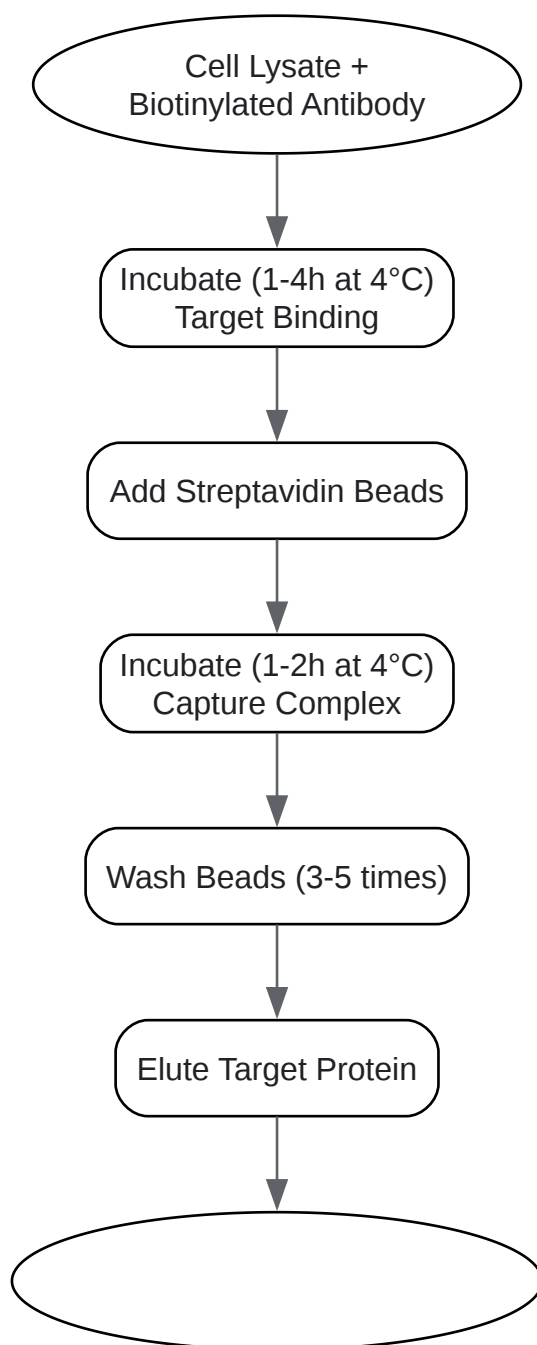 Cell Lysate +
Biotinylated Antibody
Incubate (1-4h at 4°C)
Target Binding
Add Streptavidin Beads
Incubate (1-2h at 4°C)
Capture Complex
Wash Beads (3-5 times)
Elute Target Protein